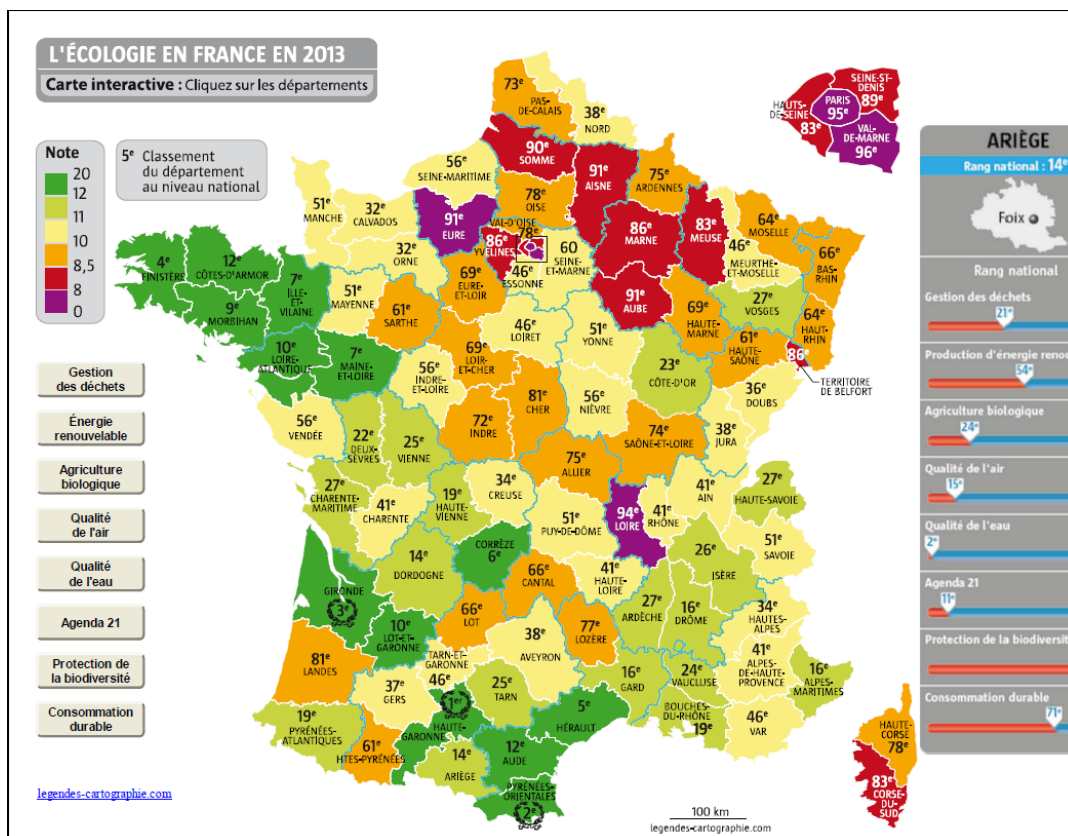 L'ÉCOLOGIE EN FRANCE EN 2013
Carte interactive : Cliquez sur les départements
Note
20
12
11
10
8,5
8
0
5e Classement
du département
au niveau national
Gestion
des déchets
Énergie
renouvelable
Agriculture
biologique
Qualité
de l'air
Qualité
de l'eau
Agenda 21
Protection de
la biodiversité
Consommation
durable
legendes-cartographie.com
73e
PAS-
DE-CALAIS
38e
NORD
90e
SOMME
56e
SEINE-MARITIME
91e
AISNE
75e
ARDENNES
78e
OISE
51e
MANCHE
32e
CALVADOS
91e
EURE
VAL-D'OISE
78e
86e
YVELINES
60
SEINE-
ET-MARNE
46e
ESSONNE
86e
MARNE
83e
MEUSE
64e
MOSELLE
46e
MEURTHE-
ET-MOSELLE
66e
BAS-
RHIN
4e
FINISTÈRE
12e
CÔTES-D'ARMOR
7e
ILLE-
ET-
VILAINE
9e
MORBIHAN
32e
ORNE
51e
MAYENNE
61e
SARTHE
69e
EURE-
ET-LOIR
91e
AUBE
69e
HAUTE-
MARNE
27e
VOSGES
64e
HAUT-
RHIN
46e
LOIRET
51e
YONNE
61e
HAUTE-
SAÔNE
86e
TERRITOIRE
DE BELFORT
10e
LOIRE-
ATLANTIQUE
7e
MAINE-
ET-LOIRE
56e
INDRE-
ET-LOIRE
69e
LOIR-
ET-CHER
81e
CHER
56e
NIÈVRE
23e
CÔTE-D'OR
36e
DOUBS
56e
VENDÉE
22e
DEUX-
SÈVRES
25e
VIENNE
72e
INDRE
75e
ALLIER
74e
SAÔNE-ET-LOIRE
38e
JURA
27e
CHARENTE-
MARITIME
41e
CHARENTE
19e
HAUTE-
VIENNE
34e
CREUSE
51e
PUY-DE-DÔME
94e
LOIRE
41e
RHÔNE
41e
AIN
27e
HAUTE-SAVOIE
51e
SAVOIE
14e
DORDOGNE
CORRÈZE
6e
66e
CANTAL
41e
HAUTE-
LOIRE
26e
ISÈRE
GIRONDE
3e
10e
LOT-ET-
GARONNE
66e
LOT
77e
LOZÈRE
27e
ARDÈCHE
16e
DRÔME
34e
HAUTES-
ALPES
81e
LANDES
37e
GERS
TARN-ET-
GARONNE
46e
38e
AVEYRON
25e
TARN
16e
GARD
24e
VAUCLUSE
41e
ALPES-
DE-HAUTE-
PROVENCE
16e
ALPES-
MARITIMES
19e
PYRÉNÉES-
ATLANTIQUES
61e
HTES-PYRÉNÉES
1er
HAUTE-
GARONNE
14e
ARIÈGE
12e
AUDE
5e
HÉRAULT
BOUCHES-
DU-RHÔNE
19e
46e
VAR
PYRÉNÉES-
ORIENTALES
2e
HAUTE-
CORSE
78e
83e
CORSE-
DU-
SUD
100 km
legendes-cartographie.com
SEINE-ST-
DENIS
89e
HAUTS-
DE-SEINE
83e
PARIS
95e
VAL-
DE-MARNE
96e
ARIÈGE
Rang national : 14e
Foix
Rang national
Gestion des déchets
21e
Production d'énergie renou
54e
Agriculture biologique
24e
Qualité de l'air
15e
Qualité de l'eau
2e
Agenda 21
11e
Protection de la biodiversit
Consommation durable
71e